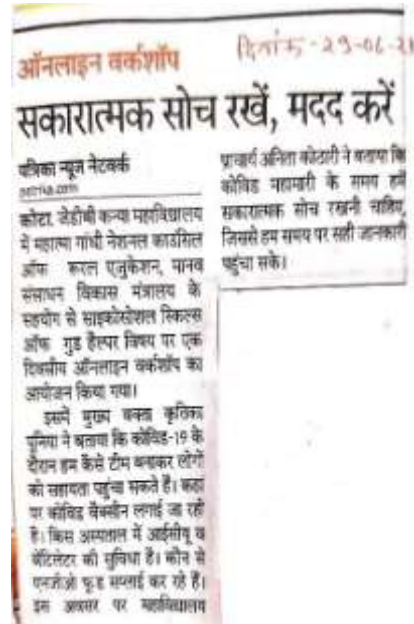 ऑनलाइन वर्कशॉप
दिनांक-29-06-21
सकारात्मक सोच रखें, मदद करें
पत्रिका न्यूज नेटवर्क
patrika.com
कोटा. जेडीबी कन्या महाविद्यालय
में महात्मा गांधी नेशनल काउंसिल
ऑफ रूरल एजुकेशन, मानव
संसाधन विकास मंत्रालय के
सहयोग से साइकोसोशल स्किल्स
ऑफ गुड हैल्पर विषय पर एक
दिवसीय ऑनलाइन वर्कशॉप का
आयोजन किया गया।
इसमें मुख्य वक्ता कृतिका
पूनिया ने बताया कि कोविड-19 के
दौरान हम कैसे टीम बनाकर लोगों
को सहायता पहुंचा सकते हैं। कहां
पर कोविड वैक्सीन लगाई जा रही
है। किस अस्पताल में आईसीयू व
वेंटिलेटर की सुविधा है। कौन से
एनजीओ फूड सप्लाई कर रहे हैं।
इस अवसर पर महाविद्यालय
प्राचार्य अनिता कोठारी ने बताया कि
कोविड महामारी के समय हमें
सकारात्मक सोच रखनी चाहिए,
जिससे हम समय पर सही जानकारी
पहुंचा सके।